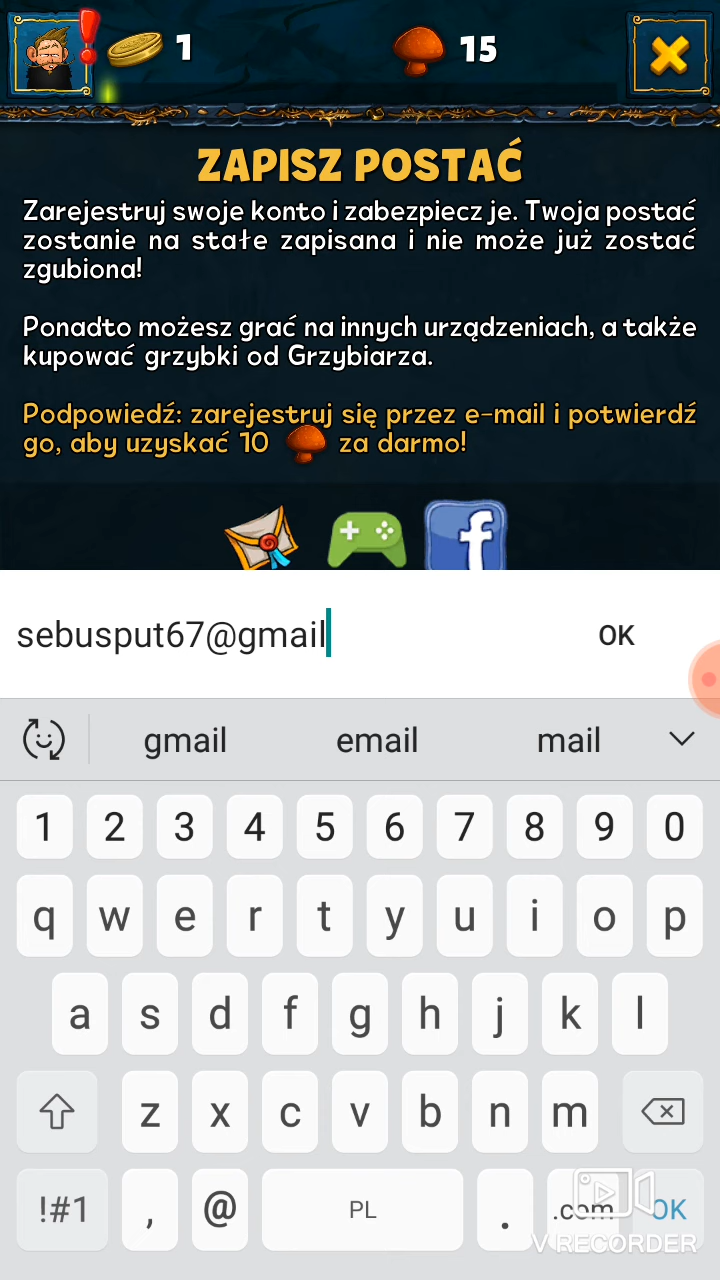 1
15
ZAPISZ POSTAĆ
Zarejestruj swoje konto i zabezpiecz je. Twoja postać
zostanie na stałe zapisana i nie może już zostać
zgubiona!
Ponadto możesz grać na innych urządzeniach, a także
kupować grzybki od Grzybiarza.
Podpowiedź: zarejestruj się przez e-mail i potwierdź
go, aby uzyskać 10 za darmo!
f
sebusput67@gmail
OK
gmail email mail
1 2 3 4 5 6 7 8 9 0
q w e r t y u i o p
a s d f g h j k l
z x c v b n m
!#1 , @ PL . .com OK
V RECORDER